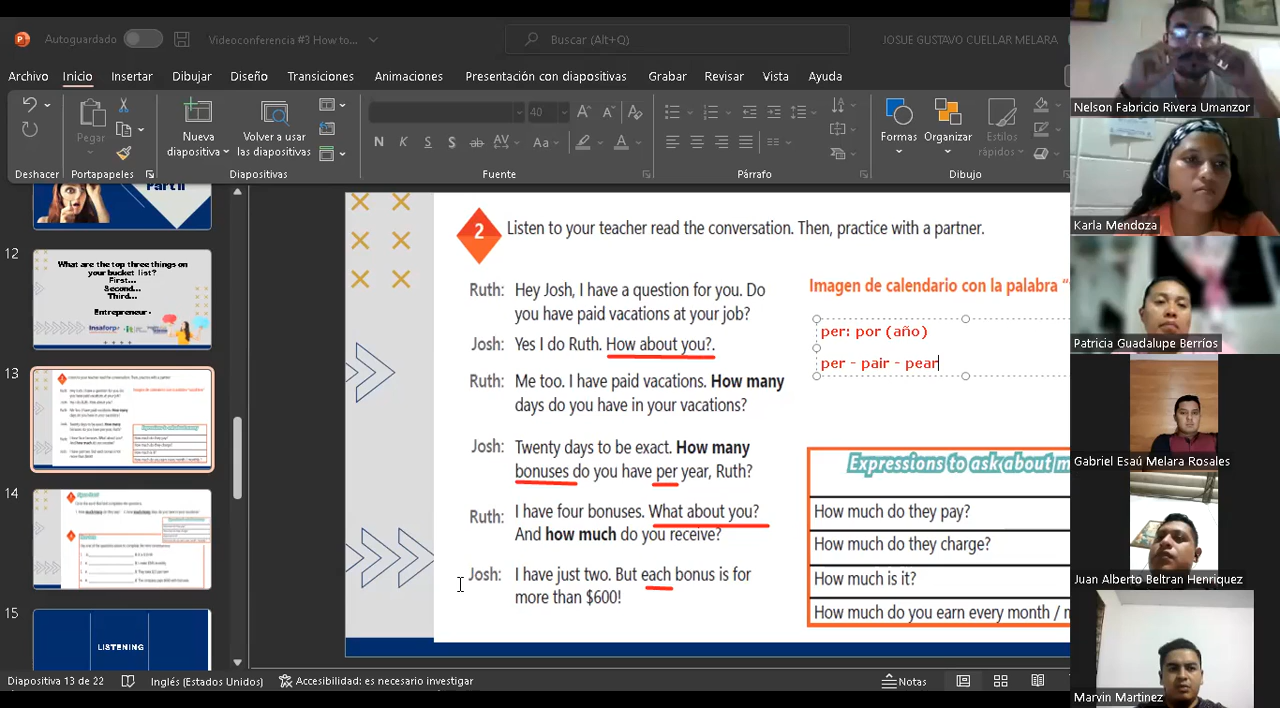 Autoguardado
Videoconferencia #3 How to...
Buscar (Alt+Q)
JOSUE GUSTAVO CUELLAR MELARA
Archivo Inicio Insertar Dibujar Diseño Transiciones Animaciones Presentación con diapositivas Grabar Revisar Vista Ayuda
Pegar
Nueva diapositiva
Volver a usar las diapositivas
40
N K S S ab AV Aa A
Formas
Organizar
Estilos rápidos
Deshacer Portapapeles Diapositivas Fuente Párrafo Dibujo
Part II
12
What are the top three things on
your bucket list?
First...
Second...
Third...
Entrepreneur -
13
14
15
LISTENING
2
Listen to your teacher read the conversation. Then, practice with a partner.
Ruth: Hey Josh, I have a question for you. Do
you have paid vacations at your job?
Josh: Yes I do Ruth. How about you?.
Ruth: Me too. I have paid vacations. How many
days do you have in your vacations?
Josh: Twenty days, to be exact. How many
bonuses do you have per year, Ruth?
Ruth: I have four bonuses. What about you?
And how much do you receive?
Josh: I have just two. But each bonus is for
more than $600!
Imagen de calendario con la palabra “
per: por (año)
per - pair - pear
Expressions to ask about m
How much do they pay?
How much do they charge?
How much is it?
How much do you earn every month / m
Nelson Fabricio Rivera Umanzor
Karla Mendoza
Patricia Guadalupe Berríos
Gabriel Esaú Melara Rosales
Juan Alberto Beltran Henriquez
Marvin Martinez
Diapositiva 13 de 22
Inglés (Estados Unidos)
Accesibilidad: es necesario investigar
Notas